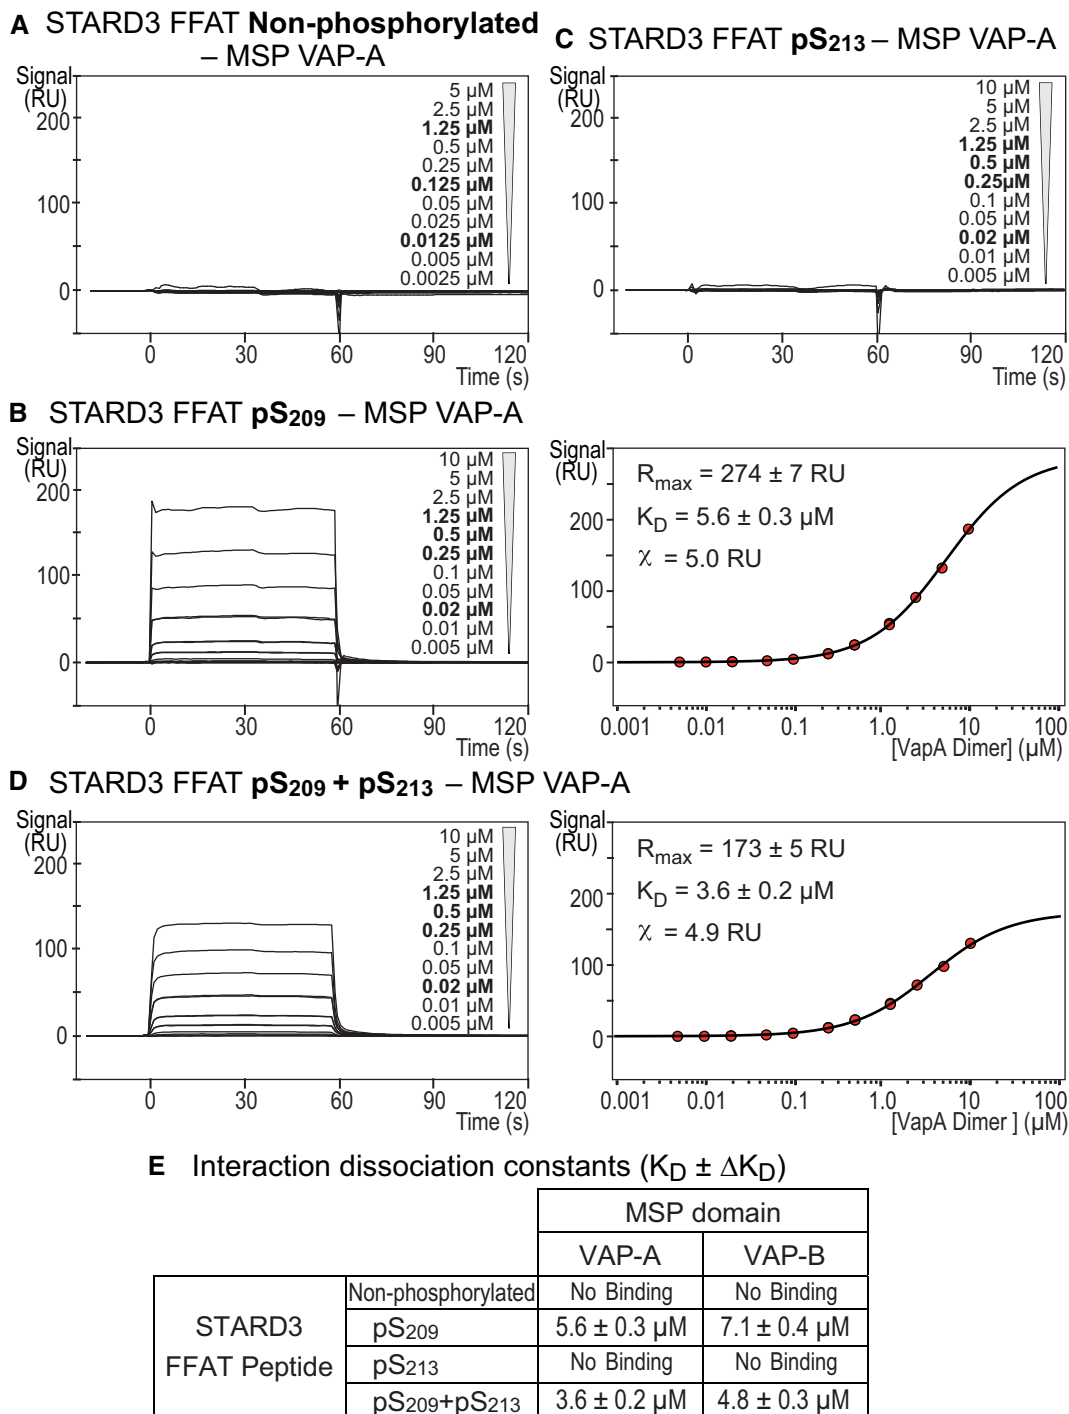 A STARD3 FFAT Non-phosphorylated
– MSP VAP-A
Signal
(RU)
200
100
0
5 µM
2.5 µM
1.25 µM
0.5 µM
0.25 µM
0.125 µM
0.05 µM
0.025 µM
0.0125 µM
0.005 µM
0.0025 µM
0 30 60 90 120
Time (s)
C STARD3 FFAT pS213 – MSP VAP-A
Signal
(RU)
200
100
0
10 µM
5 µM
2.5 µM
1.25 µM
0.5 µM
0.25µM
0.1 µM
0.05 µM
0.02 µM
0.01 µM
0.005 µM
0 30 60 90 120
Time (s)
B STARD3 FFAT pS209 – MSP VAP-A
Signal
(RU)
200
100
0
10 µM
5 µM
2.5 µM
1.25 µM
0.5 µM
0.25 µM
0.1 µM
0.05 µM
0.02 µM
0.01 µM
0.005 µM
0 30 60 90 120
Time (s)
Signal
(RU)
200
100
0
Rmax = 274 ± 7 RU
KD = 5.6 ± 0.3 µM
χ = 5.0 RU
0.001 0.01 0.1 1.0 10 100
[VapA Dimer] (µM)
D STARD3 FFAT pS209 + pS213 – MSP VAP-A
Signal
(RU)
200
100
0
10 µM
5 µM
2.5 µM
1.25 µM
0.5 µM
0.25 µM
0.1 µM
0.05 µM
0.02 µM
0.01 µM
0.005 µM
0 30 60 90 120
Time (s)
Signal
(RU)
200
100
0
Rmax = 173 ± 5 RU
KD = 3.6 ± 0.2 µM
χ = 4.9 RU
0.001 0.01 0.1 1.0 10 100
[VapA Dimer ] (µM)
E Interaction dissociation constants (KD ± ΔKD)
MSP domain
VAP-A VAP-B
STARD3
FFAT Peptide
Non-phosphorylated No Binding No Binding
pS209 5.6 ± 0.3 µM 7.1 ± 0.4 µM
pS213 No Binding No Binding
pS209+pS213 3.6 ± 0.2 µM 4.8 ± 0.3 µM